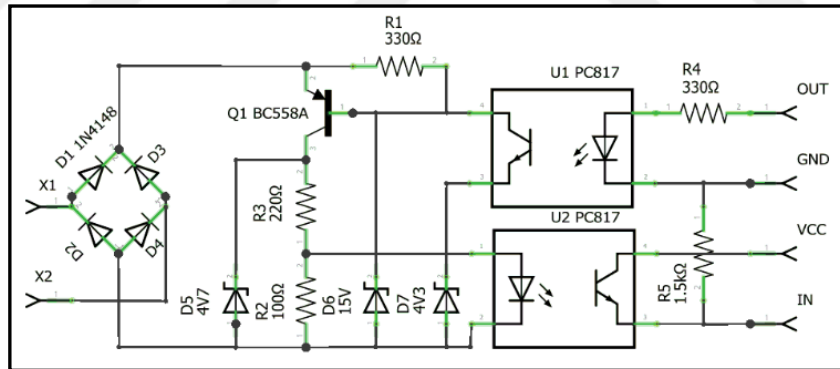 R1
330Ω
U1 PC817
R4
330Ω
OUT
Q1 BC558A
D1 1N4148
D3
GND
X1
R3
220Ω
U2 PC817
VCC
D2
D4
X2
D5
4V7
R2
100Ω
D6
15V
D7
4V3
R5
1.5kΩ
IN